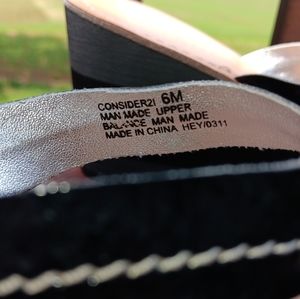 CONSIDER2I 6M
MAN MADE UPPER
BALANCE MAN MADE
MADE IN CHINA HEY/0311